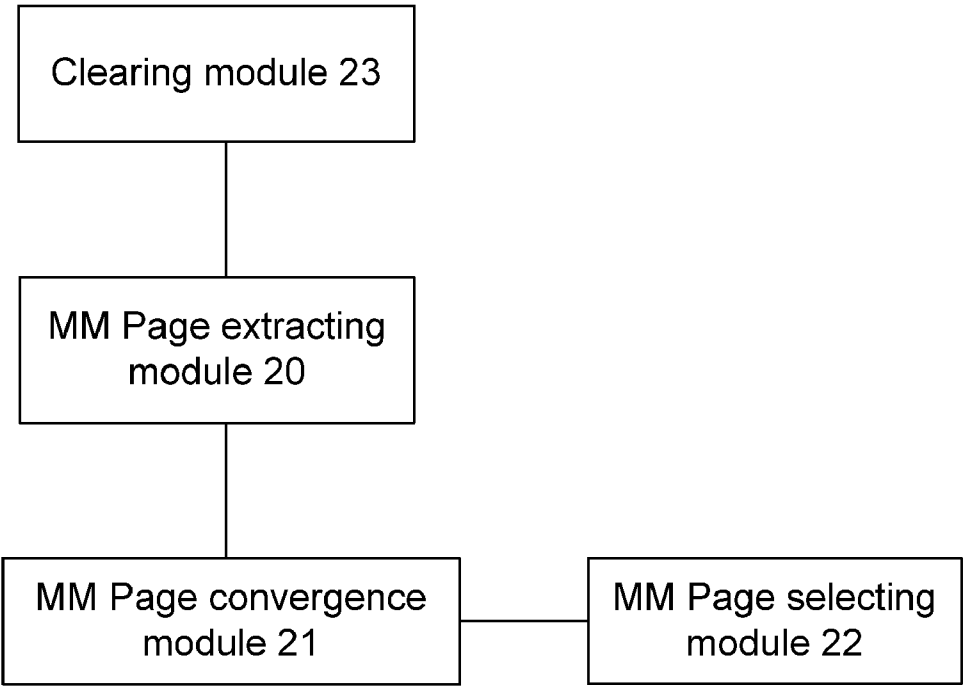 Clearing module 23
MM Page extracting
module 20
MM Page convergence
module 21
MM Page selecting
module 22